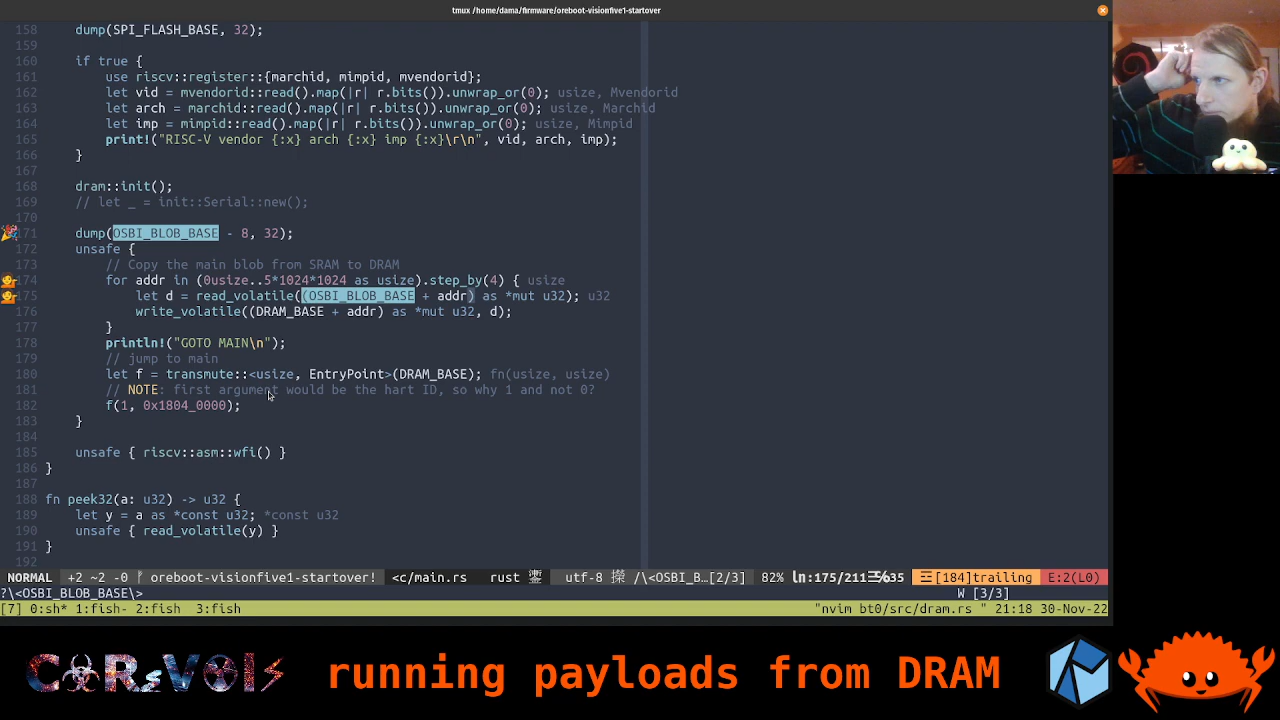 tmux /home/dama/firmware/oreboot-visionfive1-startover
158 dump(SPI_FLASH_BASE, 32);
159
160 if true {
161 use riscv::register::{marchid, mimpid, mvendorid};
162 let vid = mvendorid::read().map(|r| r.bits()).unwrap_or(0); usize, Mvendorid
163 let arch = marchid::read().map(|r| r.bits()).unwrap_or(0); usize, Marchid
164 let imp = mimpid::read().map(|r| r.bits()).unwrap_or(0); usize, Mimpid
165 print!("RISC-V vendor {:x} arch {:x} imp {:x}\r\n", vid, arch, imp);
166 }
167
168 dram::init();
169 // let _ = init::Serial::new();
170
171 dump(OSBI_BLOB_BASE - 8, 32);
172 unsafe {
173 // Copy the main blob from SRAM to DRAM
174 for addr in (0usize..5*1024*1024 as usize).step_by(4) { usize
175 let d = read_volatile((OSBI_BLOB_BASE + addr) as *mut u32); u32
176 write_volatile((DRAM_BASE + addr) as *mut u32, d);
177 }
178 println!("GOTO MAIN\n");
179 // jump to main
180 let f = transmute::<usize, EntryPoint>(DRAM_BASE); fn(usize, usize)
181 // NOTE: first argument would be the hart ID, so why 1 and not 0?
182 f(1, 0x1804_0000);
183 }
184
185 unsafe { riscv::asm::wfi() }
186 }
187
188 fn peek32(a: u32) -> u32 {
189 let y = a as *const u32; *const u32
190 unsafe { read_volatile(y) }
191 }
192
NORMAL +2 ~2 -0 oreboot-visionfive1-startover! <c/main.rs rust utf-8 /\<OSBI_B…[2/3] 82% ln:175/211 35 [184]trailing E:2(L0)
?\<OSBI_BLOB_BASE\> W [3/3]
[7] 0:sh* 1:fish- 2:fish 3:fish "nvim bt0/src/dram.rs " 21:18 30-Nov-22
running payloads from DRAM